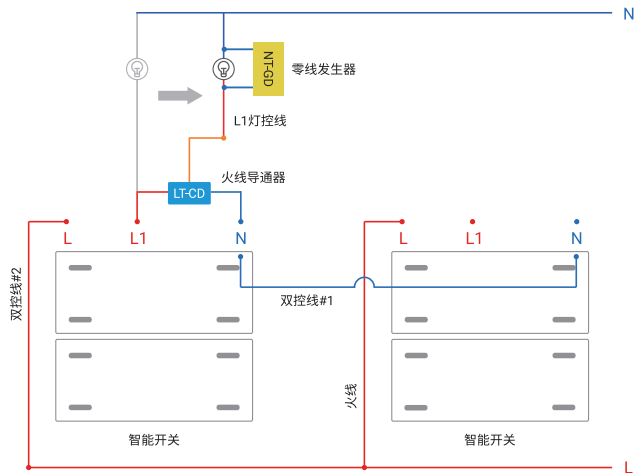 N
NT-GD
零线发生器
L1灯控线
火线导通器
LT-CD
L L1 N L L1 N
双控线#2
双控线#1
火线
智能开关 智能开关
L